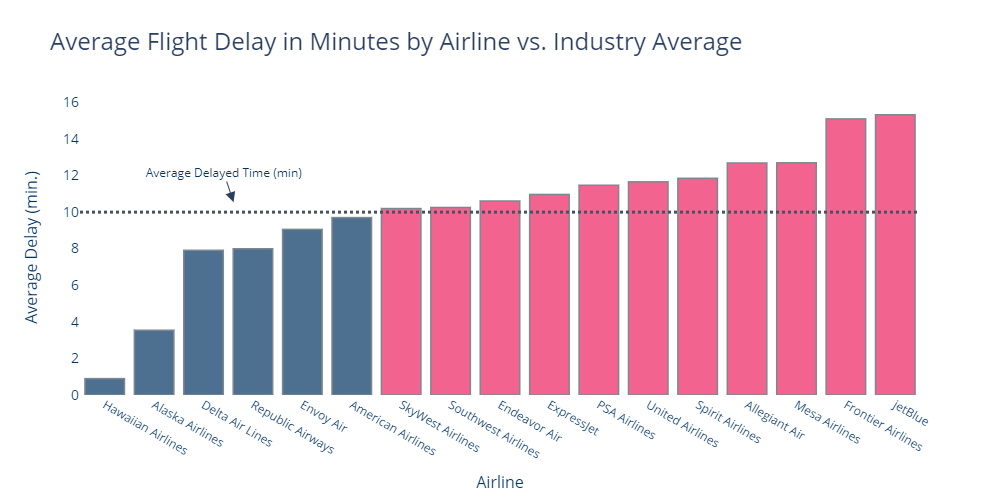 Average Flight Delay in Minutes by Airline vs. Industry Average
Average Delay (min.)
16
14
12
10
8
6
4
2
0
Average Delayed Time (min)
Hawaiian Airlines
Alaska Airlines
Delta Air Lines
Republic Airways
Envoy Air
American Airlines
SkyWest Airlines
Southwest Airlines
Endeavor Air
ExpressJet
PSA Airlines
United Airlines
Spirit Airlines
Allegiant Air
Mesa Airlines
Frontier Airlines
jetBlue
Airline